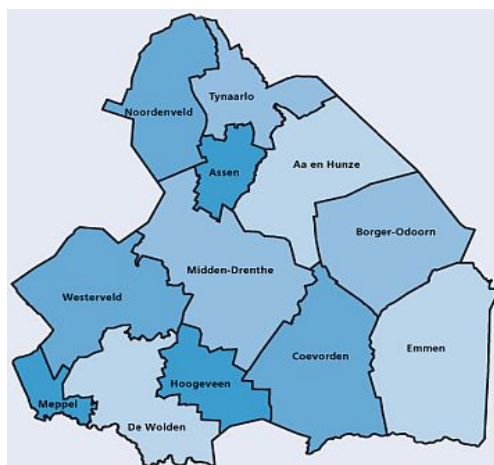 Tynaarlo
Noordenveld
Aa en Hunze
Assen
Borger-Odoorn
Midden-Drenthe
Westerveld
Emmen
Coevorden
Hoogeveen
Meppel
De Wolden